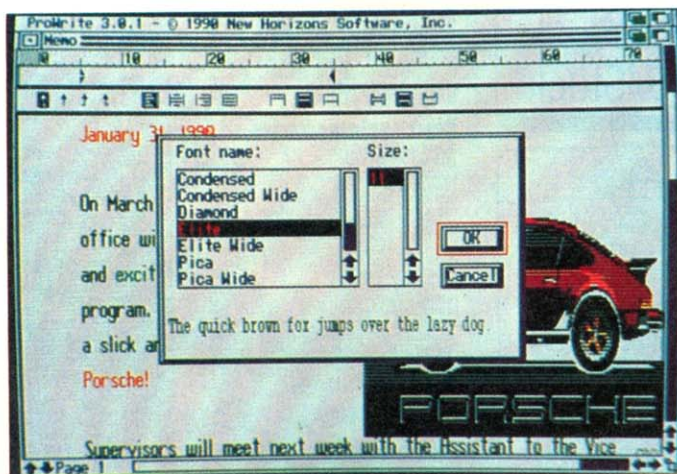 ProWrite 3.0.1 - © 1990 New Horizons Software, Inc.
Memo
0 10 20 30 40 50 60 70
January 31, 1990
Font name: Size:
Condensed 11
Condensed Wide
Diamond
Elite
Elite Wide
Pica
Pica Wide
OK
Cancel
The quick brown fox jumps over the lazy dog.
On March
office wi
and excit
program.
a slick an
Porsche!
PORSCHE
Supervisors will meet next week with the Assistant to the Vice
Page 1